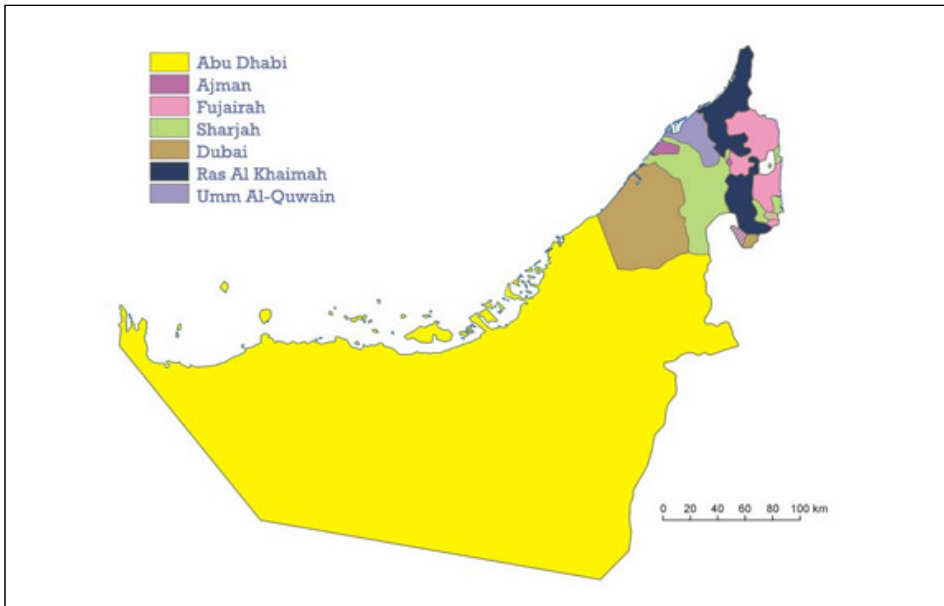 Abu Dhabi
Ajman
Fujairah
Sharjah
Dubai
Ras Al Khaimah
Umm Al-Quwain
0 20 40 60 80 100 km